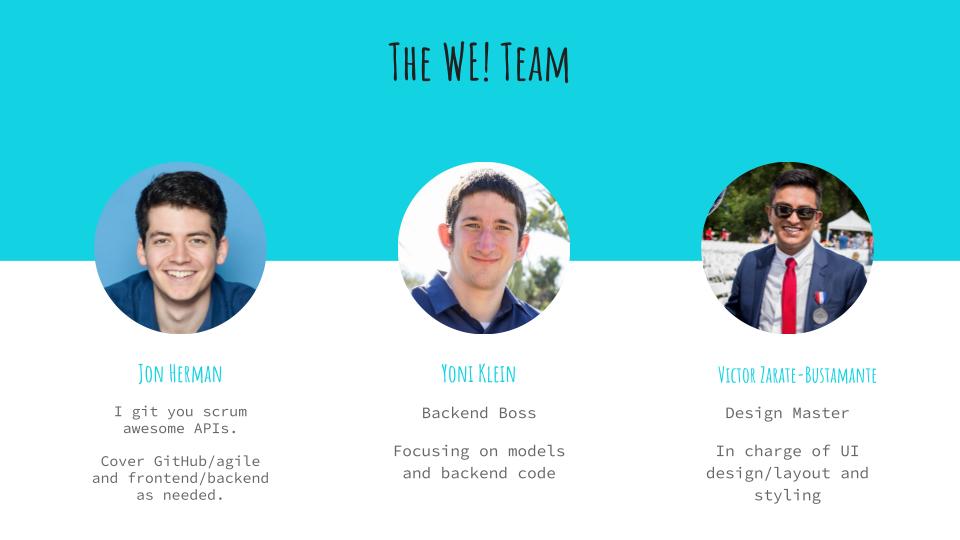 The WE! Team
Jon Herman
I git you scrum
awesome APIs.
Cover GitHub/agile
and frontend/backend
as needed.
Yoni Klein
Backend Boss
Focusing on models
and backend code
Victor Zarate-Bustamante
Design Master
In charge of UI
design/layout and
styling